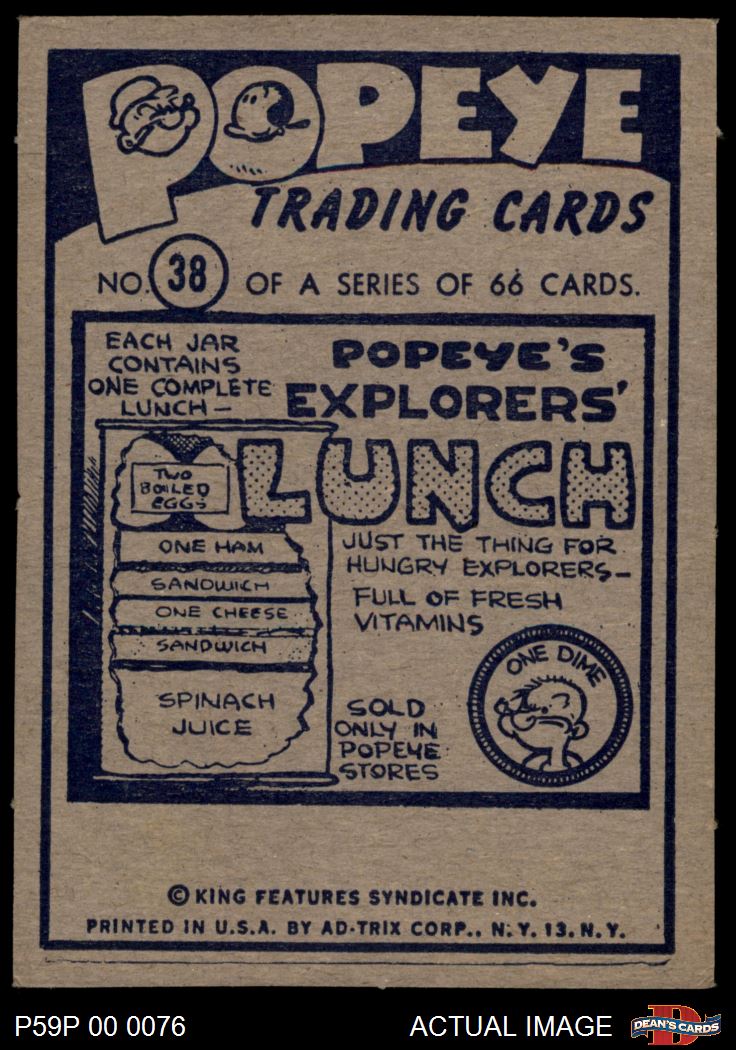 POPEYE
TRADING CARDS
NO. 38 OF A SERIES OF 66 CARDS.
EACH JAR
CONTAINS
ONE COMPLETE
LUNCH—
POPEYE'S
EXPLORERS'
LUNCH
TWO
BOILED
EGGS
ONE HAM
SANDWICH
ONE CHEESE
SANDWICH
SPINACH
JUICE
JUST THE THING FOR
HUNGRY EXPLORERS—
FULL OF FRESH
VITAMINS
ONE DIME
SOLD
ONLY IN
POPEYE
STORES
© KING FEATURES SYNDICATE INC.
PRINTED IN U.S.A. BY AD-TRIX CORP., N.Y. 13. N.Y.
P59P 00 0076
ACTUAL IMAGE
DEAN'S CARDS